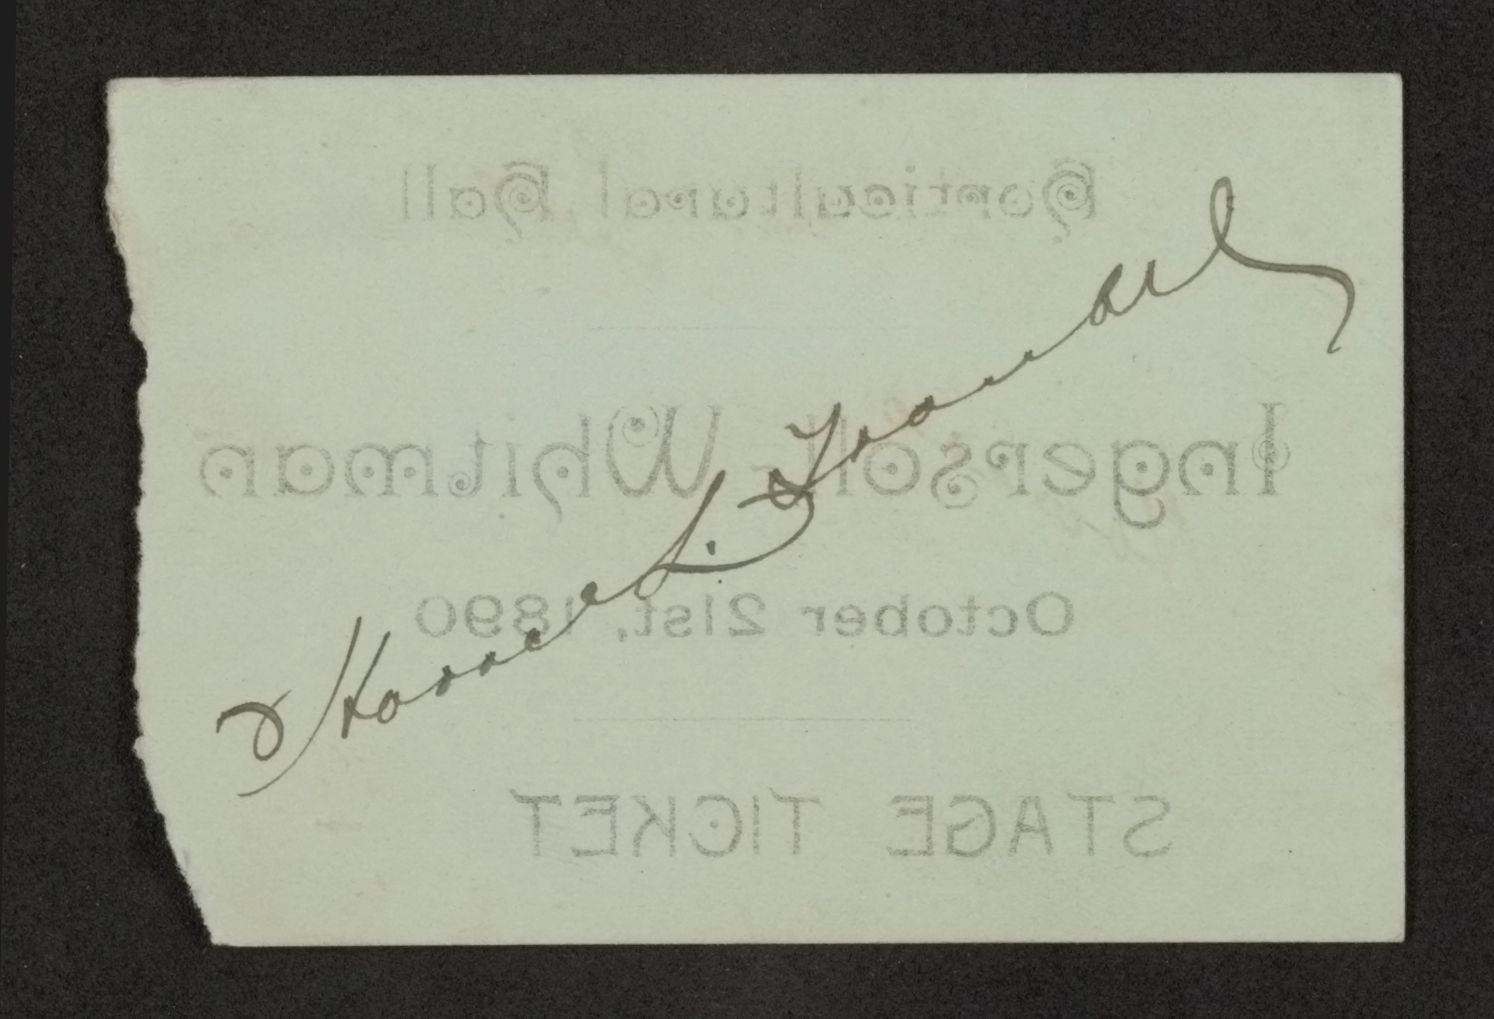 Horticultural Hall
Ingersoll-Whitman
October 21st, 1890
STAGE TICKET
Horace L. Traubel